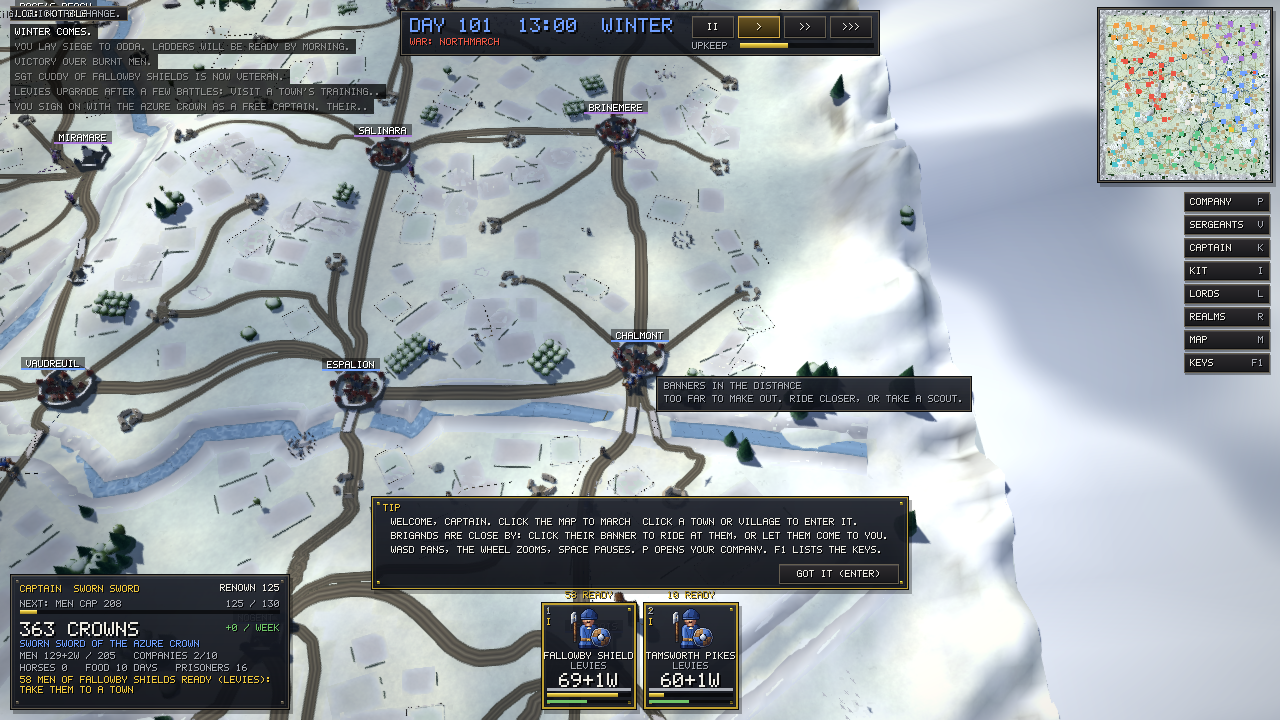 WINTER COMES.
YOU LAY SIEGE TO ODDA. LADDERS WILL BE READY BY MORNING.
VICTORY OVER BURNT MEN.
SGT CUDDY OF FALLOWBY SHIELDS IS NOW VETERAN.
LEVIES UPGRADE AFTER A FEW BATTLES: VISIT A TOWN'S TRAINING..
YOU SIGN ON WITH THE AZURE CROWN AS A FREE CAPTAIN. THEIR..
DAY 101 13:00 WINTER
WAR: NORTHMARCH
II > >> >>>
UPKEEP
COMPANY P
SERGEANTS V
CAPTAIN K
KIT I
LORDS L
REALMS R
MAP M
KEYS F1
BRINEMERE
SALINARA
MIRAMARE
CHALMONT
ESPALION
VAUDREUIL
BANNERS IN THE DISTANCE
TOO FAR TO MAKE OUT. RIDE CLOSER, OR TAKE A SCOUT.
TIP
WELCOME, CAPTAIN. CLICK THE MAP TO MARCH CLICK A TOWN OR VILLAGE TO ENTER IT.
BRIGANDS ARE CLOSE BY: CLICK THEIR BANNER TO RIDE AT THEM, OR LET THEM COME TO YOU.
WASD PANS, THE WHEEL ZOOMS, SPACE PAUSES. P OPENS YOUR COMPANY. F1 LISTS THE KEYS.
GOT IT (ENTER)
CAPTAIN SWORN SWORD RENOWN 125
NEXT: MEN CAP 208 125 / 130
363 CROWNS +0 / WEEK
SWORN SWORD OF THE AZURE CROWN
MEN 129+2W / 205 COMPANIES 2/10
HORSES 0 FOOD 10 DAYS PRISONERS 16
58 MEN OF FALLOWBY SHIELDS READY (LEVIES):
TAKE THEM TO A TOWN
58 READY
1
I
FALLOWBY SHIELD
LEVIES
69+1W
10 READY
2
I
TAMSWORTH PIKES
LEVIES
60+1W